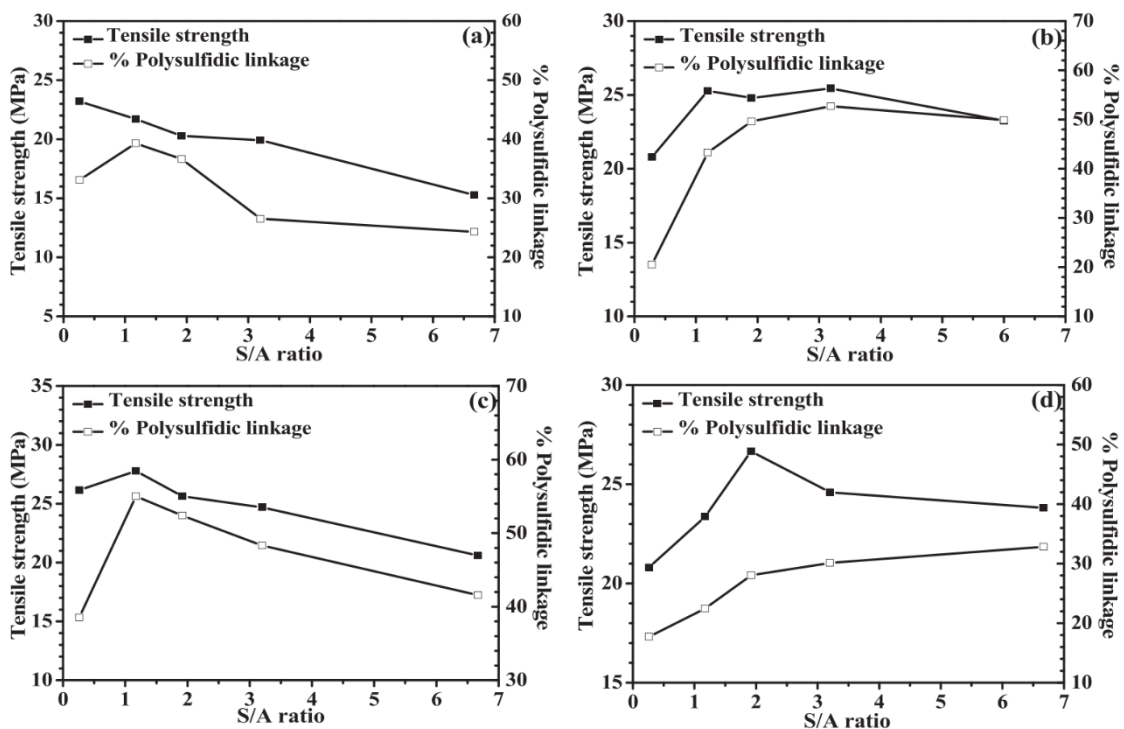 30
25
20
15
10
5
Tensile strength (MPa)
Tensile strength
% Polysulfidic linkage
(a)
60
50
40
30
20
10
% Polysulfidic linkage
0 1 2 3 4 5 6 7
S/A ratio
30
25
20
15
10
Tensile strength (MPa)
Tensile strength
% Polysulfidic linkage
(b)
70
60
50
40
30
20
10
% Polysulfidic linkage
0 1 2 3 4 5 6 7
S/A ratio
35
30
25
20
15
10
Tensile strength (MPa)
Tensile strength
% Polysulfidic linkage
(c)
70
60
50
40
30
% Polysulfidic linkage
0 1 2 3 4 5 6 7
S/A ratio
30
25
20
15
Tensile strength (MPa)
Tensile strength
% Polysulfidic linkage
(d)
60
50
40
30
20
10
% Polysulfidic linkage
0 1 2 3 4 5 6 7
S/A ratio